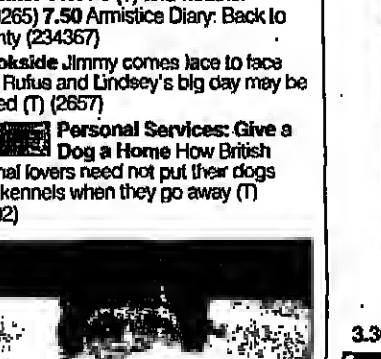 265) 7.50 Armistice Diary: Back to
nty (234367)
okside Jimmy comes face to face
Rufus and Lindsey's big day may be
ed (T) (2657)
Personal Services: Give a
Dog a Home How British
nal lovers need not put their dogs
kennels when they go away (T)
2)
3.3